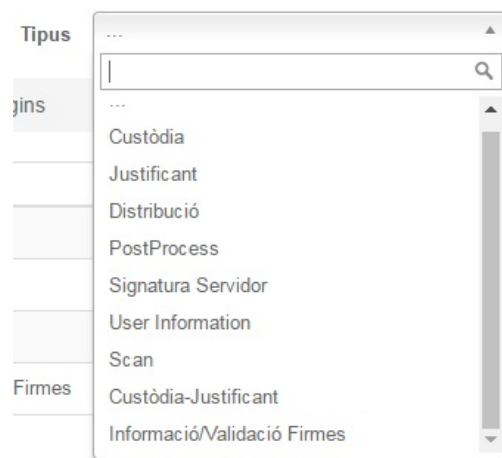 Tipus ...
gins
...
Custòdia
Justificant
Distribució
PostProcess
Signatura Servidor
User Information
Scan
Firmes
Custòdia-Justificant
Informació/Validació Firmes